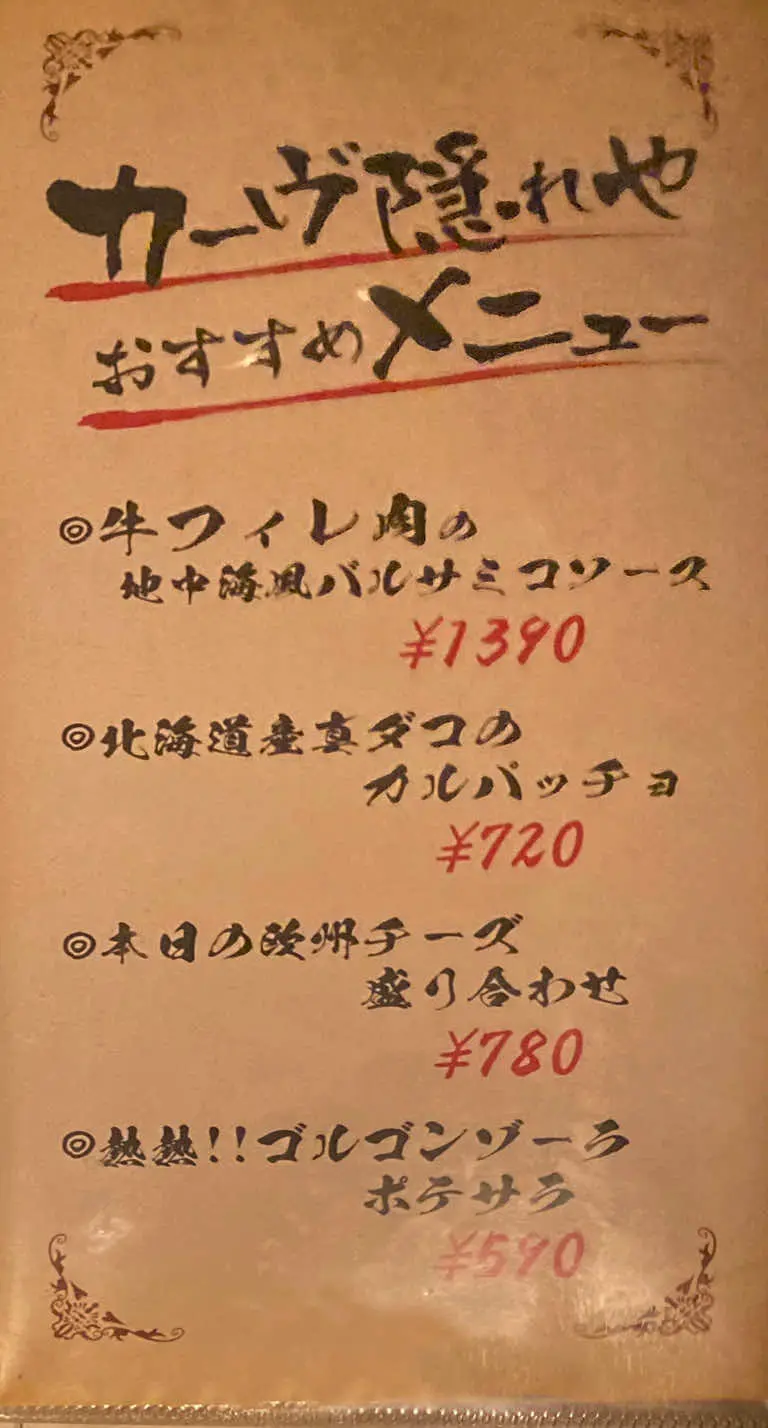 カーヴ隠れや
おすすめメニュー
◎牛フィレ肉の
地中海風バルサミコソース
¥1390
◎北海道産真ダコの
カルパッチョ
¥720
◎本日の欧州チーズ
盛り合わせ
¥780
◎熱熱!!ゴルゴンゾーラ
ポテサラ
¥590